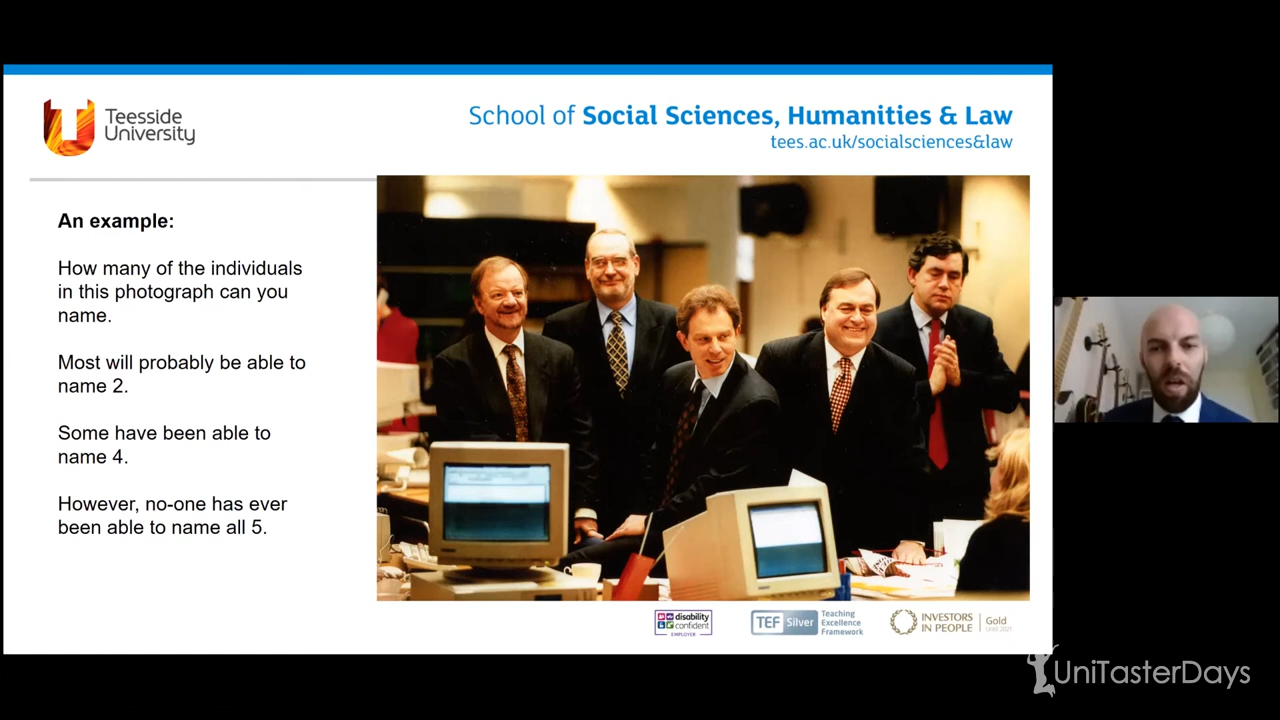 Teesside
University
School of Social Sciences, Humanities & Law
tees.ac.uk/socialsciences&law
An example:
How many of the individuals
in this photograph can you
name.
Most will probably be able to
name 2.
Some have been able to
name 4.
However, no-one has ever
been able to name all 5.
disability
confident
EMPLOYER
TEF Silver
Teaching
Excellence
Framework
INVESTORS
IN PEOPLE
Gold
Until 2021
UniTasterDays